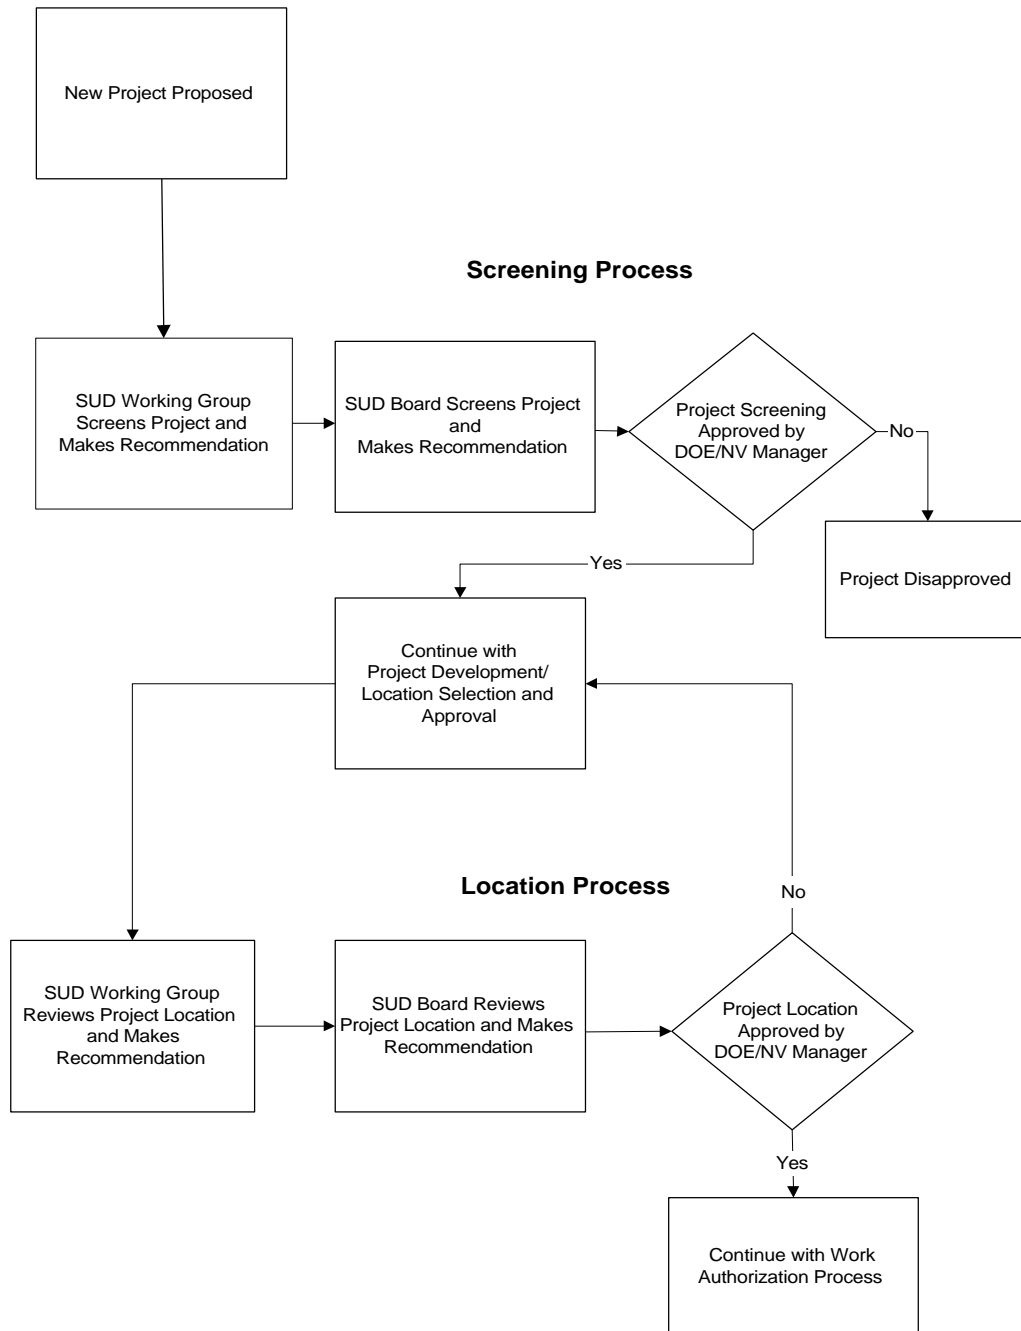 New Project Proposed
Screening Process
SUD Working Group
Screens Project and
Makes Recommendation
SUD Board Screens Project
and
Makes Recommendation
Project Screening
Approved by
DOE/NV Manager
No
Project Disapproved
Yes
Continue with
Project Development/
Location Selection and
Approval
Location Process
No
SUD Working Group
Reviews Project Location
and Makes
Recommendation
SUD Board Reviews
Project Location and Makes
Recommendation
Project Location
Approved by
DOE/NV Manager
Yes
Continue with Work
Authorization Process